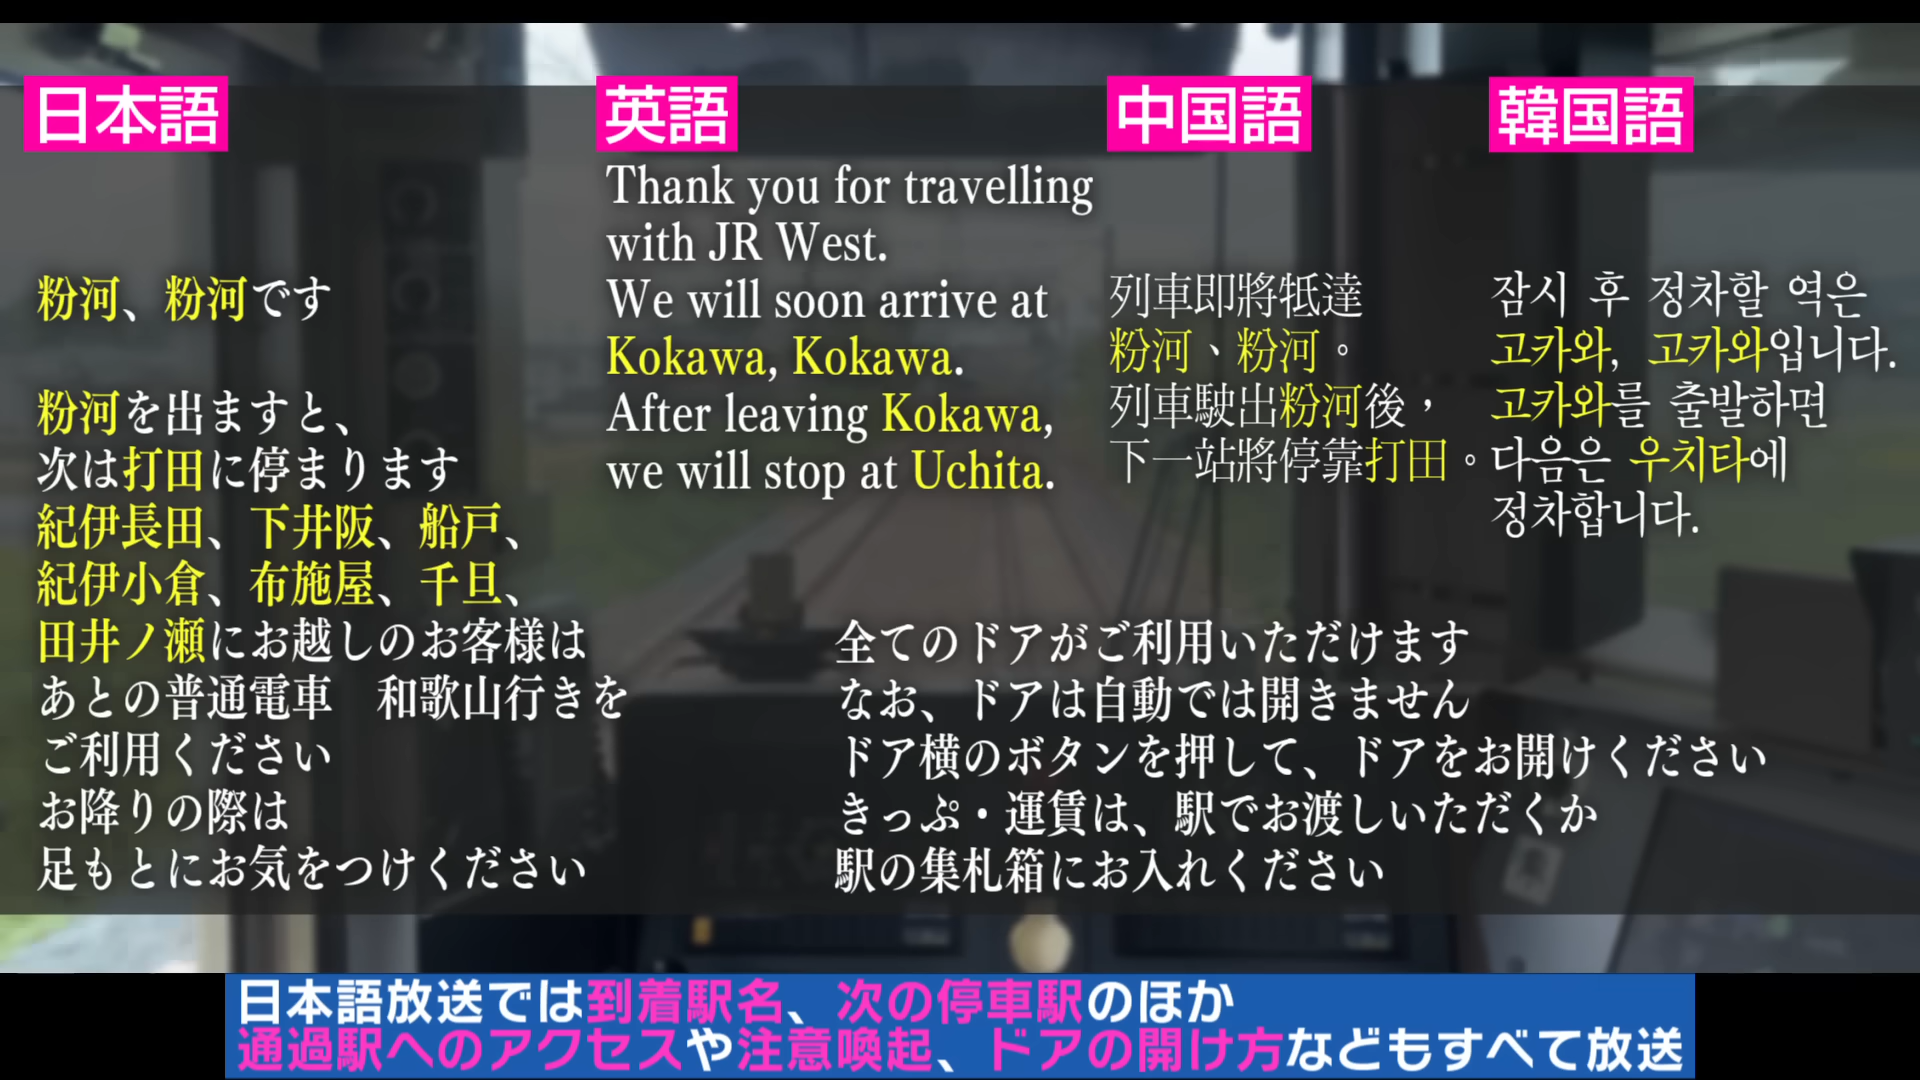 日本語
粉河、粉河です
粉河を出ますと、
次は打田に停まります
紀伊長田、下井阪、船戸、
紀伊小倉、布施屋、千旦、
田井ノ瀬にお越しのお客様は
あとの普通電車　和歌山行きを
ご利用ください
お降りの際は
足もとにお気をつけください
英語
Thank you for travelling
with JR West.
We will soon arrive at
Kokawa, Kokawa.
After leaving Kokawa,
we will stop at Uchita.
中国語
列車即將牴達
粉河、粉河。
列車駛出粉河後，
下一站將停靠打田。
韓国語
잠시 후 정차할 역은
고카와, 고카와입니다.
고카와를 출발하면
다음은 우치타에
정차합니다.
全てのドアがご利用いただけます
なお、ドアは自動では開きません
ドア横のボタンを押して、ドアをお開けください
きっぷ・運賃は、駅でお渡しいただくか
駅の集札箱にお入れください
日本語放送では到着駅名、次の停車駅のほか
通過駅へのアクセスや注意喚起、ドアの開け方などもすべて放送